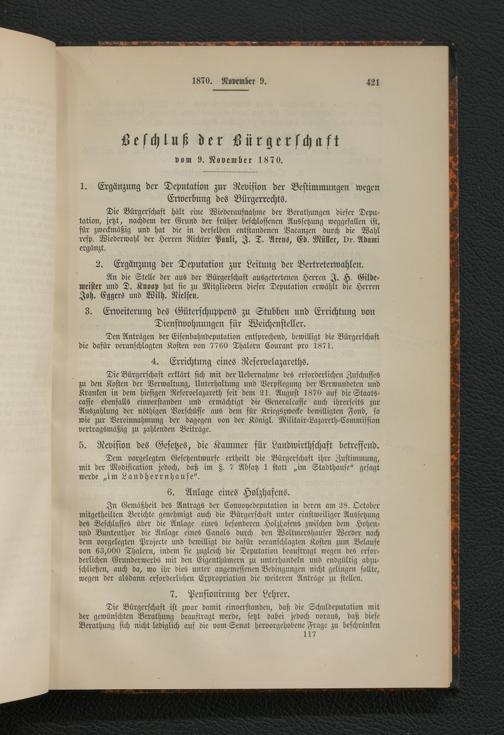 1870. November 9.
421
Beschluß der Bürgerschaft
vom 9. November 1870.
1. Ergänzung der Deputation zur Revision der Bestimmungen wegen
Erwerbung des Bürgerrechts.
Die Bürgerschaft hält eine Wiederaufnahme der Berathungen dieser Depu-
tation, jetzt, nachdem der Grund der früher beschlossenen Aussetzung weggefallen ist,
für zweckmäßig und hat die in derselben entstandenen Vacanzen durch die Wahl
resp. Wiederwahl der Herren Richter Pauli, J. T. Arens, Ed. Müller, Dr. Adami
ergänzt.
2. Ergänzung der Deputation zur Leitung der Vertreterwahlen.
An die Stelle der aus der Bürgerschaft ausgetretenen Herren J. H. Gilde-
meister und D. Knoop hat sie zu Mitgliedern dieser Deputation erwählt die Herren
Joh. Eggers und Wilh. Nielsen.
3. Erweiterung des Güterschuppens zu Stubben und Errichtung von
Dienstwohnungen für Weichensteller.
Den Anträgen der Eisenbahndeputation entsprechend, bewilligt die Bürgerschaft
die dafür veranschlagten Kosten von 7760 Thalern Courant pro 1871.
4. Errichtung eines Reservelazareths.
Die Bürgerschaft erklärt sich mit der Uebernahme des erforderlichen Zuschusses
zu den Kosten der Verwaltung, Unterhaltung und Verpflegung der Verwundeten und
Kranken in dem hiesigen Reservelazareth seit dem 21. August 1870 auf die Staats-
casse ebenfalls einverstanden und ermächtigt die Generalcasse auch ihrerseits zur
Auszahlung der nöthigen Vorschüsse aus dem für Kriegszwecke bewilligten Fond, so
wie zur Vereinnahmung der dagegen von der Königl. Militair-Lazareth-Commission
vertragsmäßig zu zahlenden Beiträge.
5. Revision des Gesetzes, die Kammer für Landwirthschaft betreffend.
Dem vorgelegten Gesetzentwurfe ertheilt die Bürgerschaft ihre Zustimmung,
mit der Modification jedoch, daß im §. 7 Absatz 1 statt „im Stadthause“ gesagt
werde „im Landherrnhause“.
6. Anlage eines Holzhafens.
In Gemäßheit des Antrags der Convoyedeputation in deren am 28. October
mitgetheilten Berichte genehmigt auch die Bürgerschaft unter einstweiliger Aussetzung
des Beschlusses über die Anlage eines besonderen Holzhafens zwischen dem Hohen-
und Buntenthor die Anlage eines Canals durch den Woltmershauser Werder nach
dem vorgelegten Projecte und bewilligt die dafür veranschlagten Kosten zum Belaufe
von 63,000 Thalern, indem sie zugleich die Deputation beauftragt wegen des erfor-
derlichen Grunderwerbs mit den Eigenthümern zu unterhandeln und endgültig abzu-
schließen, auch da, wo ihr dies unter angemessenen Bedingungen nicht gelingen sollte,
wegen der alsdann erforderlichen Expropriation die weiteren Anträge zu stellen.
7. Pensionirung der Lehrer.
Die Bürgerschaft ist zwar damit einverstanden, daß die Schuldeputation mit
der gewünschten Berathung beauftragt werde, setzt dabei jedoch voraus, daß diese
Berathung sich nicht lediglich auf die vom Senat hervorgehobene Frage zu beschränken
117